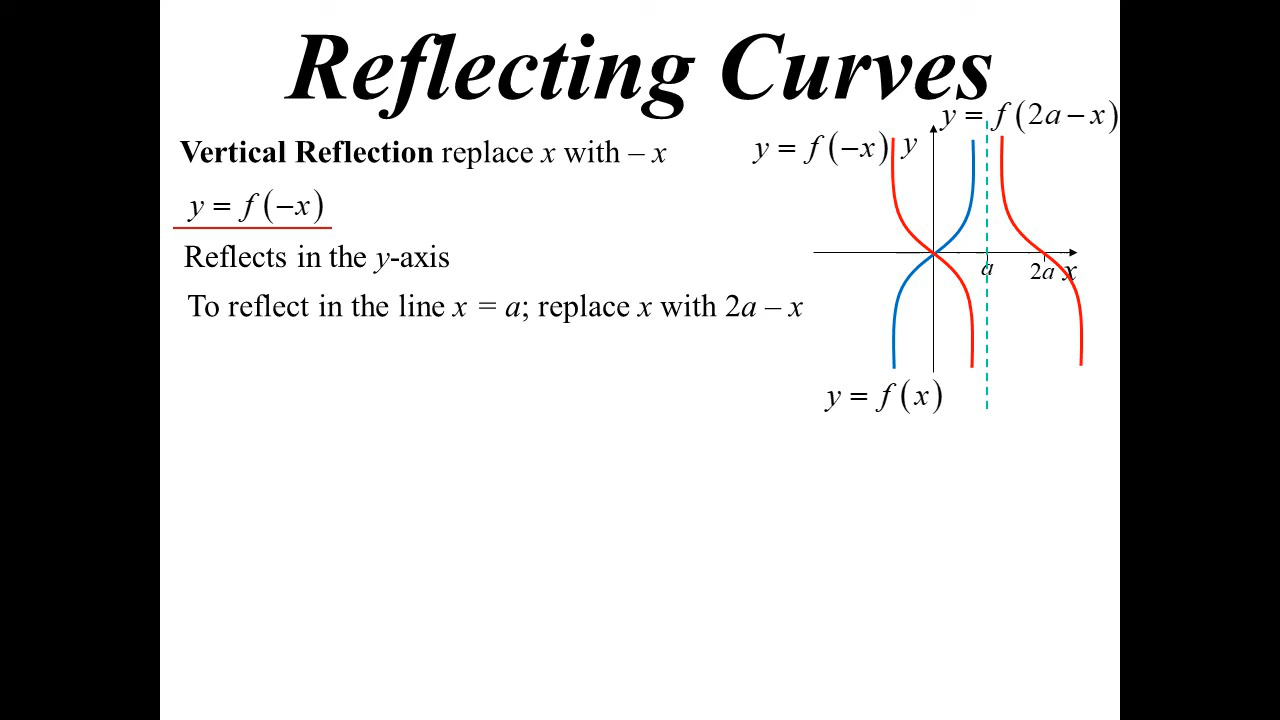 Reflecting Curves
y = f(2a − x)
Vertical Reflection replace x with – x
y = f(−x)
y
y = f(−x)
Reflects in the y-axis
a
2a
x
To reflect in the line x = a; replace x with 2a – x
y = f(x)